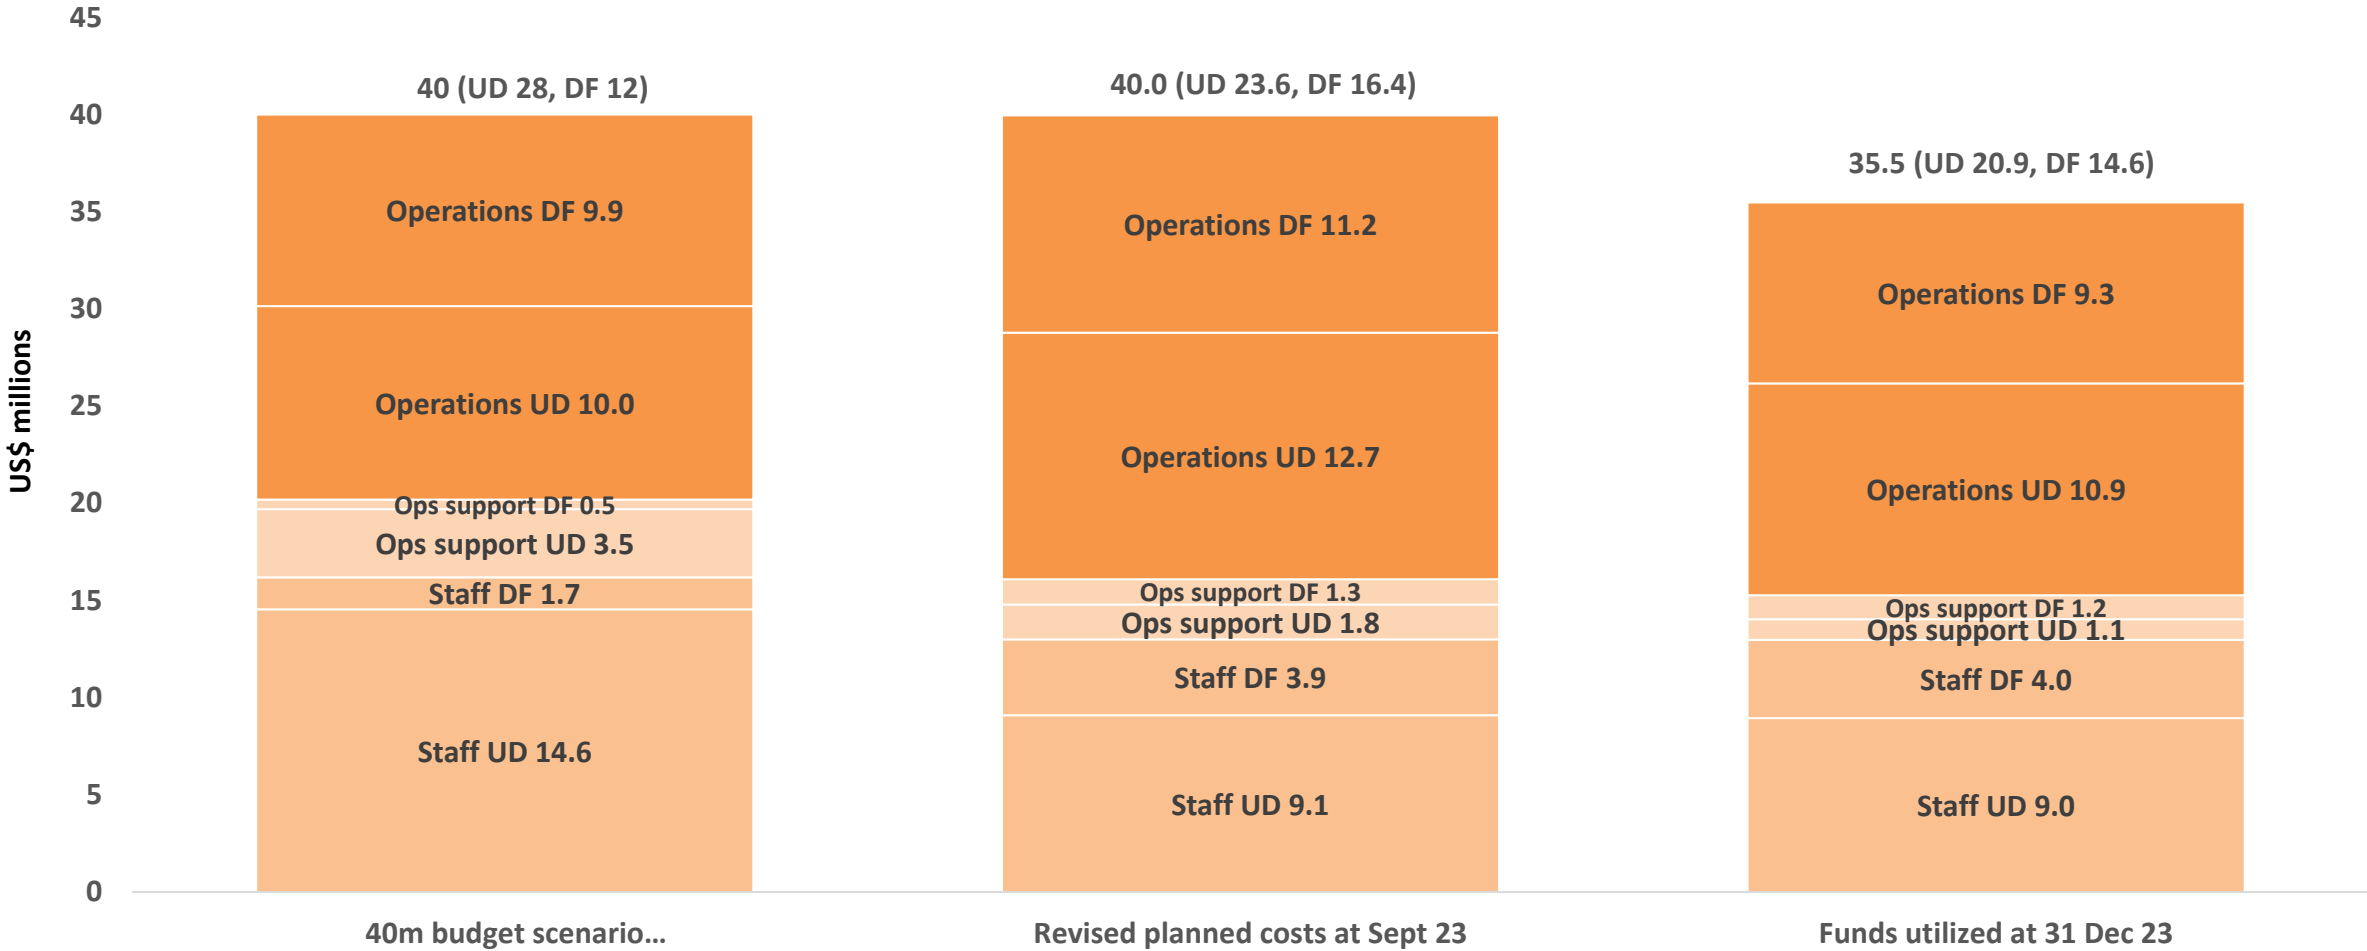 US$ millions
45
40
35
30
25
20
15
10
5
0
40 (UD 28, DF 12)
Operations DF 9.9
Operations UD 10.0
Ops support DF 0.5
Ops support UD 3.5
Staff DF 1.7
Staff UD 14.6
40m budget scenario...
40.0 (UD 23.6, DF 16.4)
Operations DF 11.2
Operations UD 12.7
Ops support DF 1.3
Ops support UD 1.8
Staff DF 3.9
Staff UD 9.1
Revised planned costs at Sept 23
35.5 (UD 20.9, DF 14.6)
Operations DF 9.3
Operations UD 10.9
Ops support DF 1.2
Ops support UD 1.1
Staff DF 4.0
Staff UD 9.0
Funds utilized at 31 Dec 23